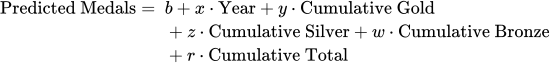 Predicted Medals = b + x · Year + y · Cumulative Gold
+ z · Cumulative Silver + w · Cumulative Bronze
+ r · Cumulative Total